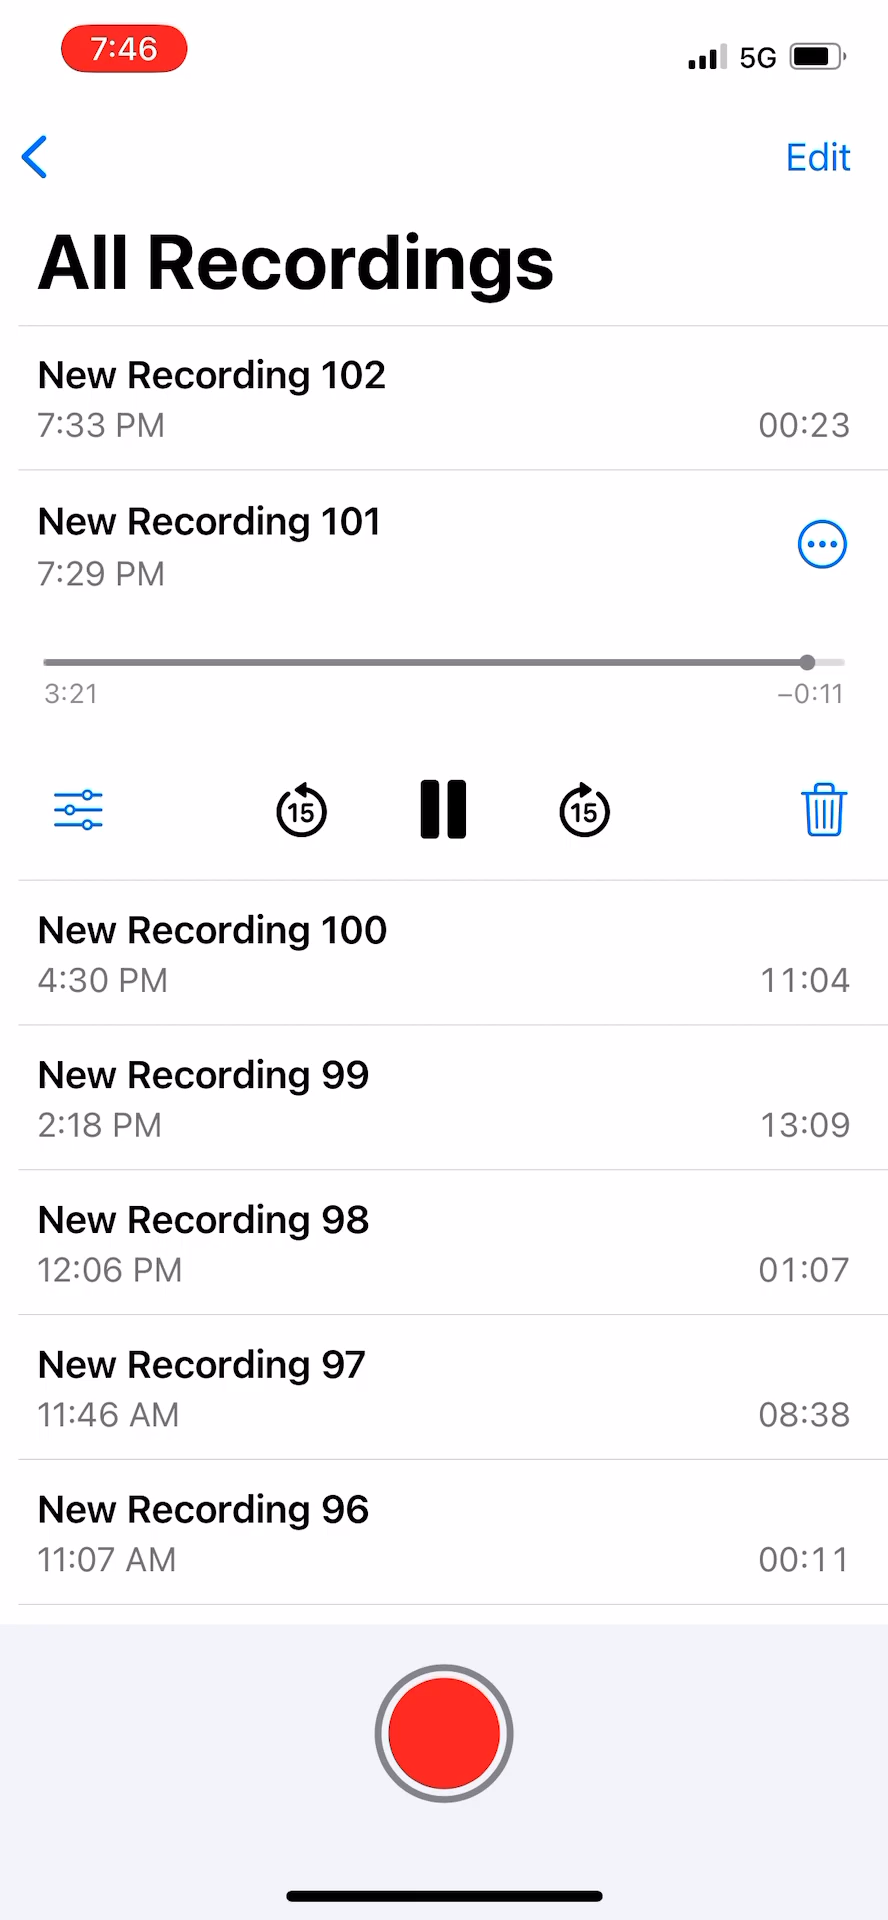 7:46
5G
Edit
All Recordings
New Recording 102
7:33 PM
00:23
New Recording 101
7:29 PM
3:21
−0:11
15
15
New Recording 100
4:30 PM
11:04
New Recording 99
2:18 PM
13:09
New Recording 98
12:06 PM
01:07
New Recording 97
11:46 AM
08:38
New Recording 96
11:07 AM
00:11